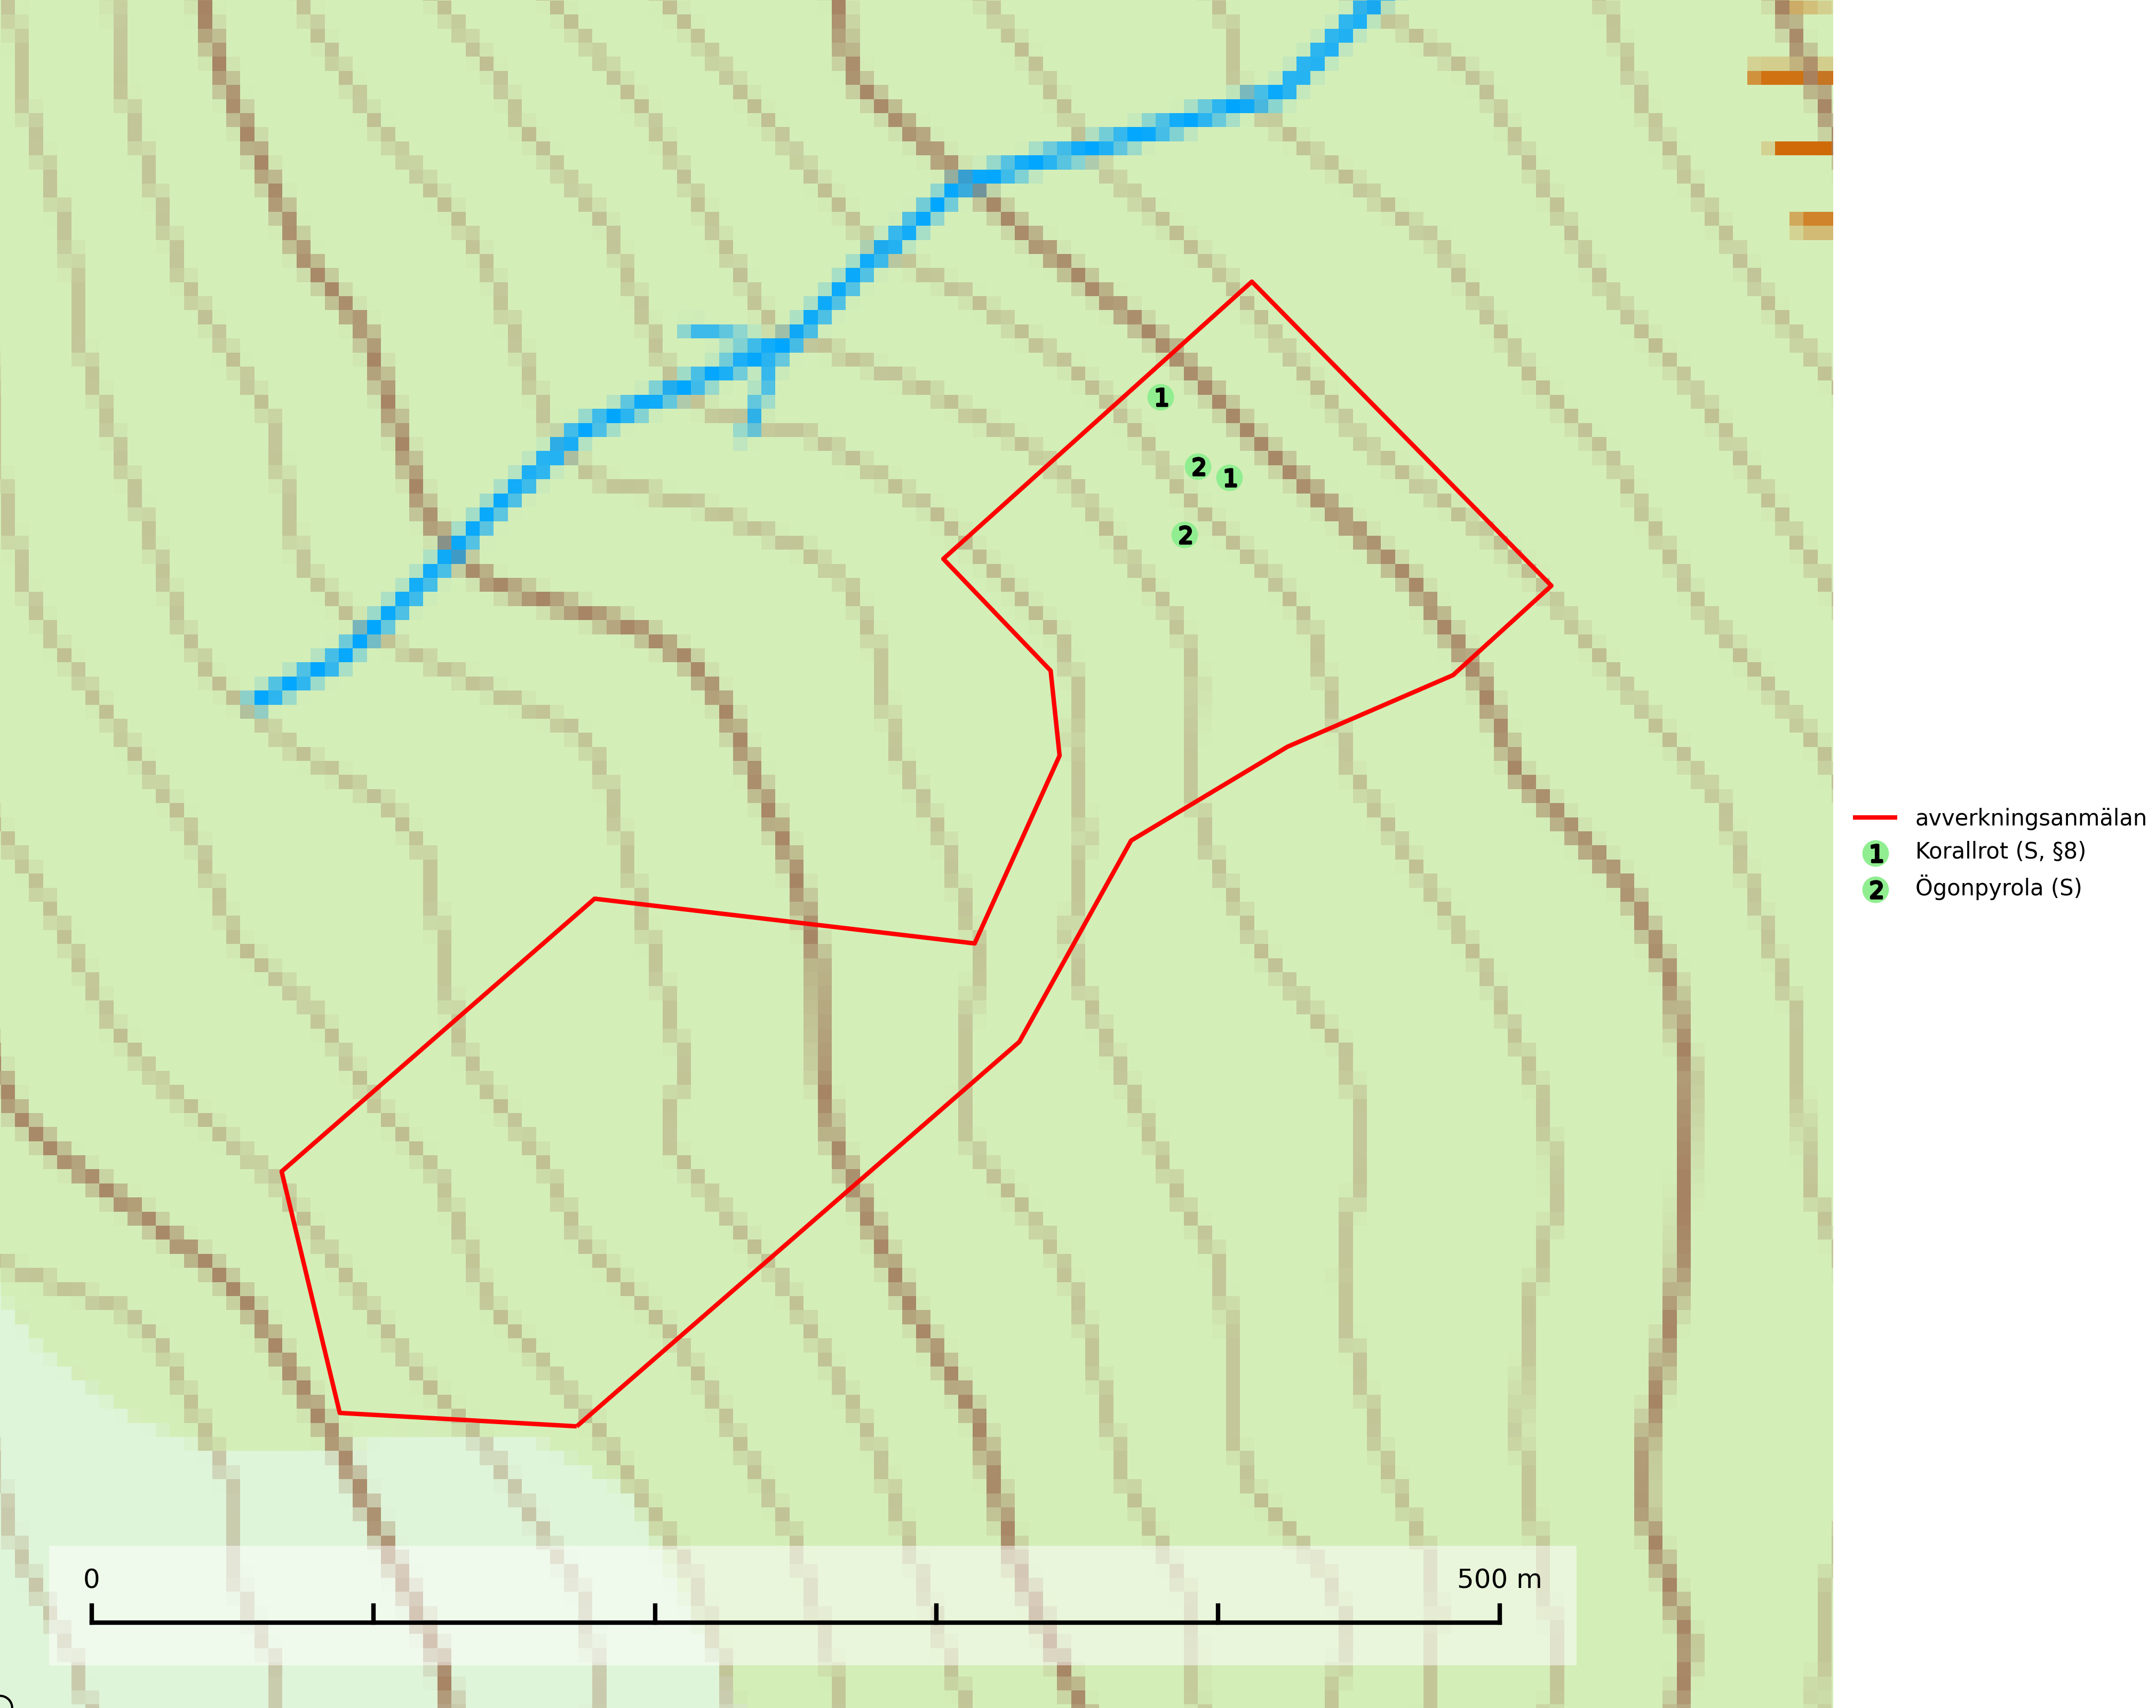 1
2 1
2
avverkningsanmälan
1 Korallrot (S, §8)
2 Ögonpyrola (S)
0 500 m